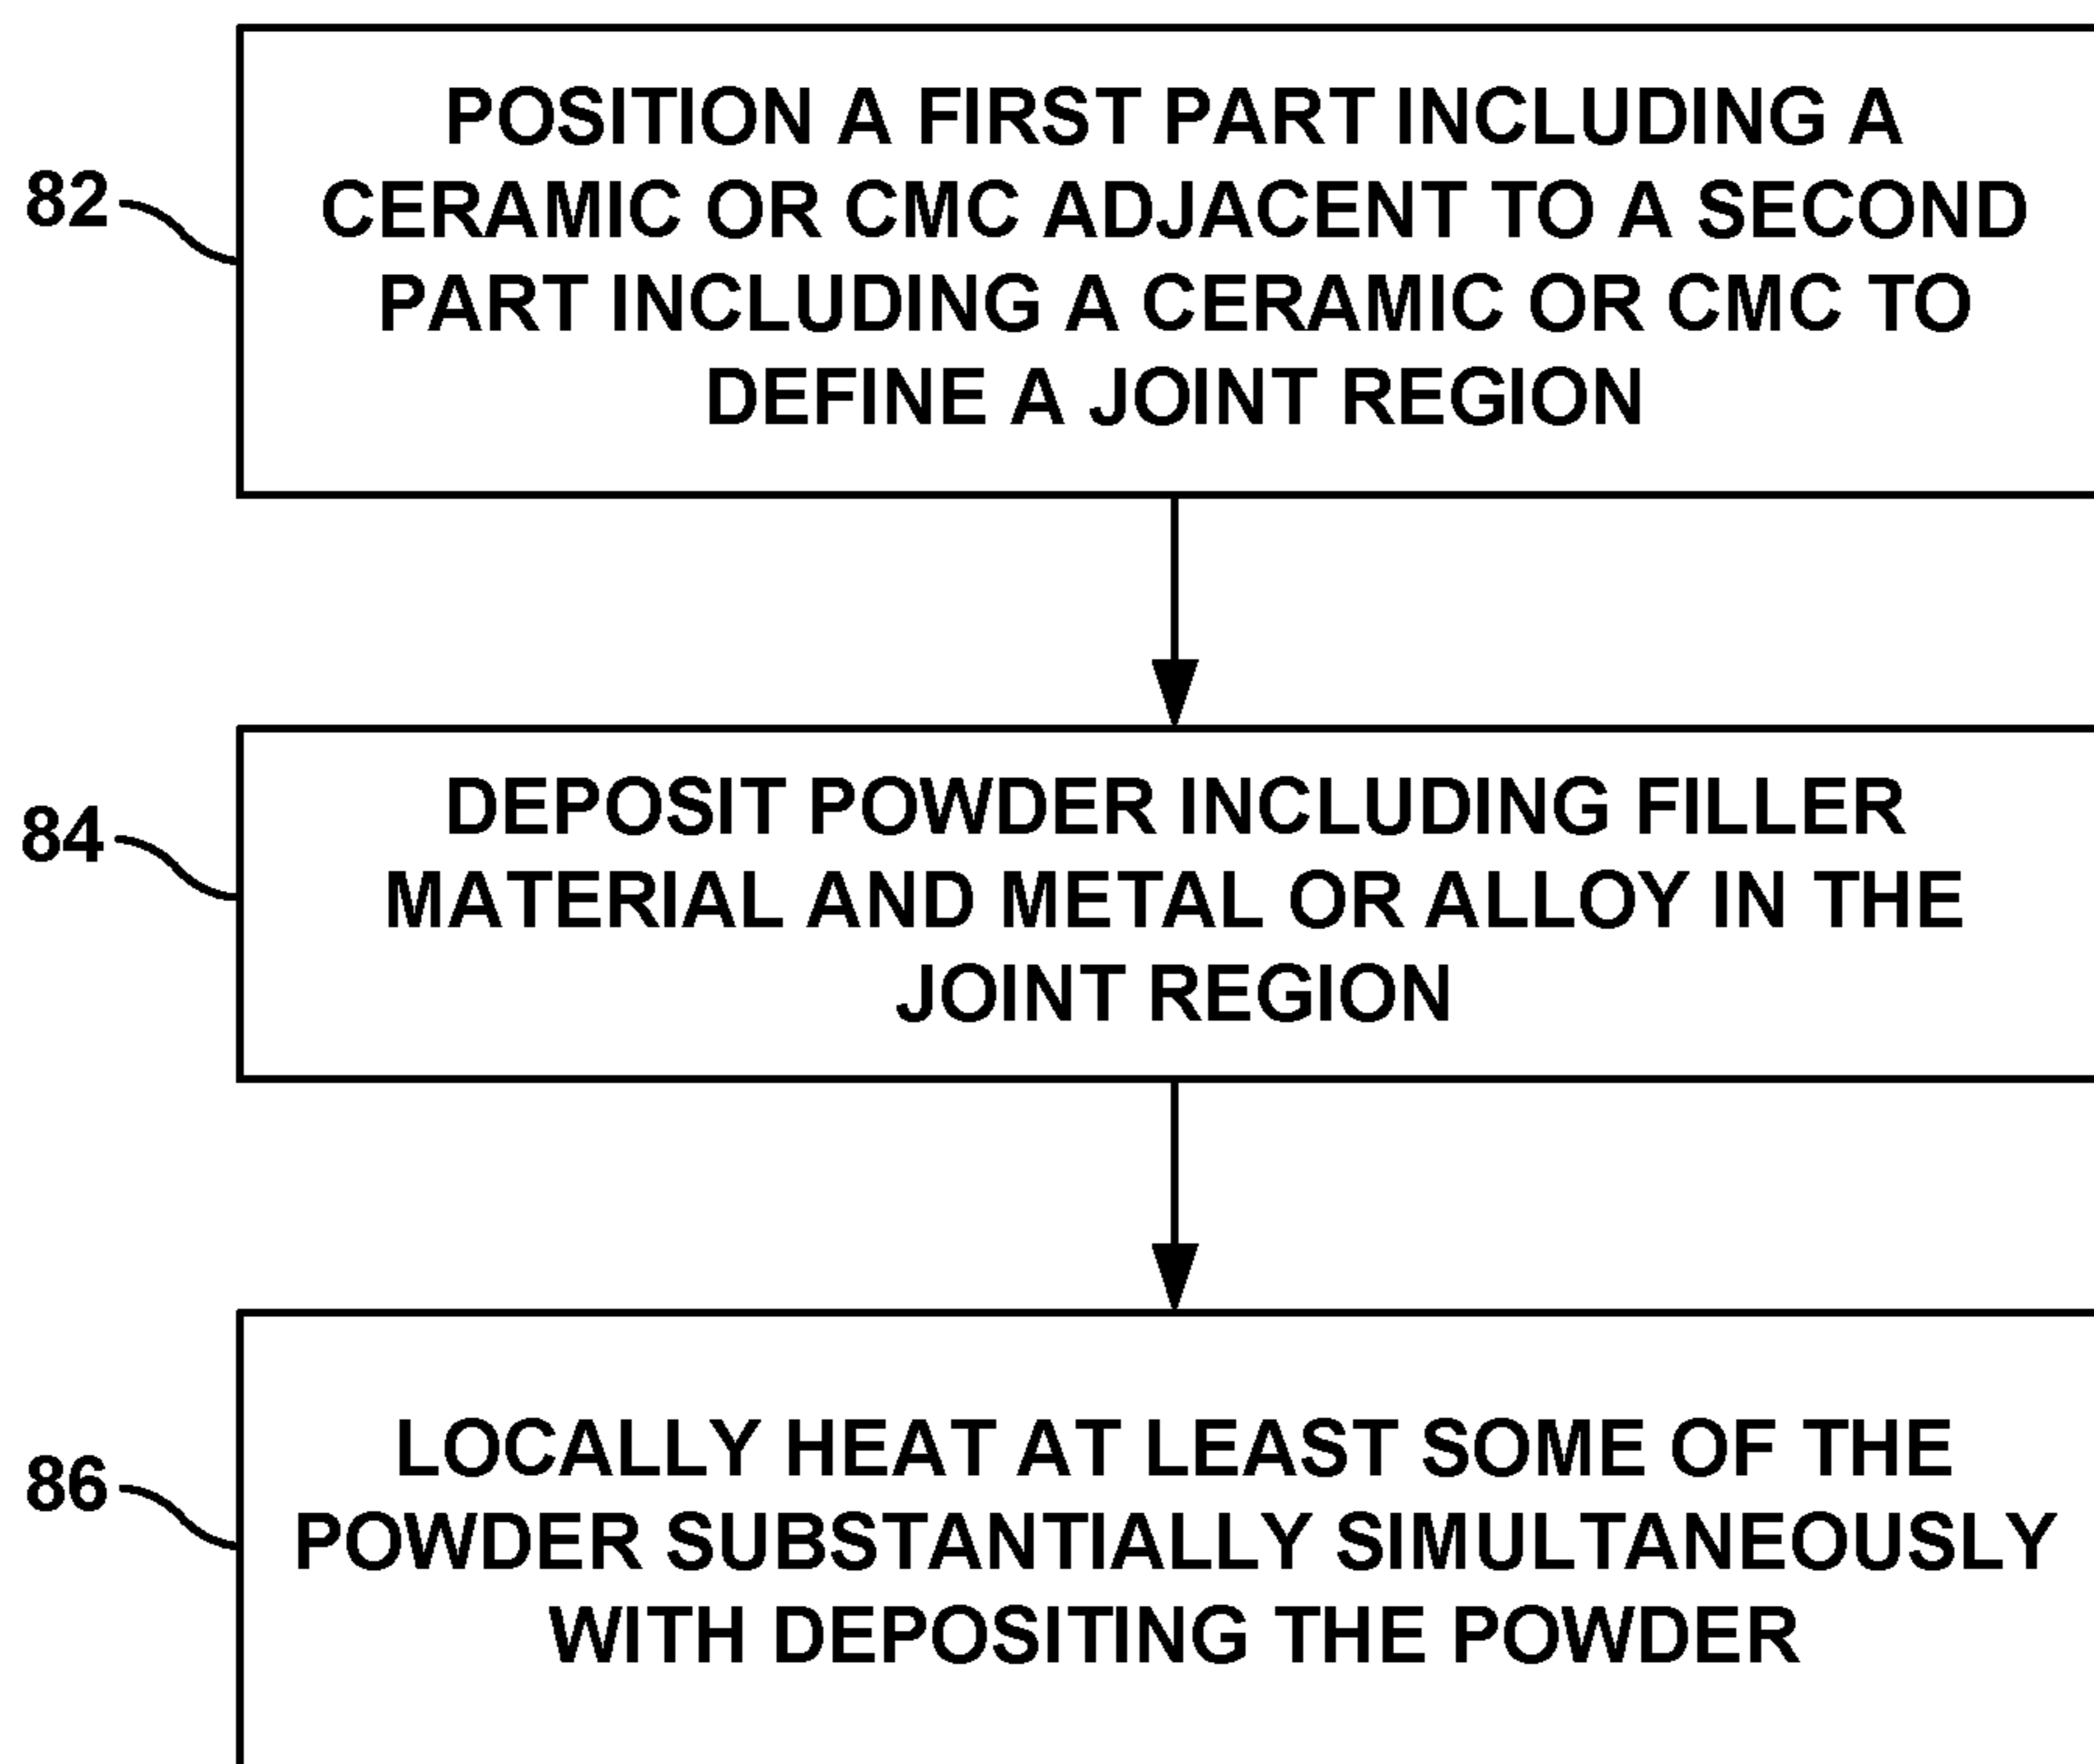 POSITION A FIRST PART INCLUDING A
CERAMIC OR CMC ADJACENT TO A SECOND
PART INCLUDING A CERAMIC OR CMC TO
DEFINE A JOINT REGION
82
DEPOSIT POWDER INCLUDING FILLER
MATERIAL AND METAL OR ALLOY IN THE
JOINT REGION
84
LOCALLY HEAT AT LEAST SOME OF THE
POWDER SUBSTANTIALLY SIMULTANEOUSLY
WITH DEPOSITING THE POWDER
86